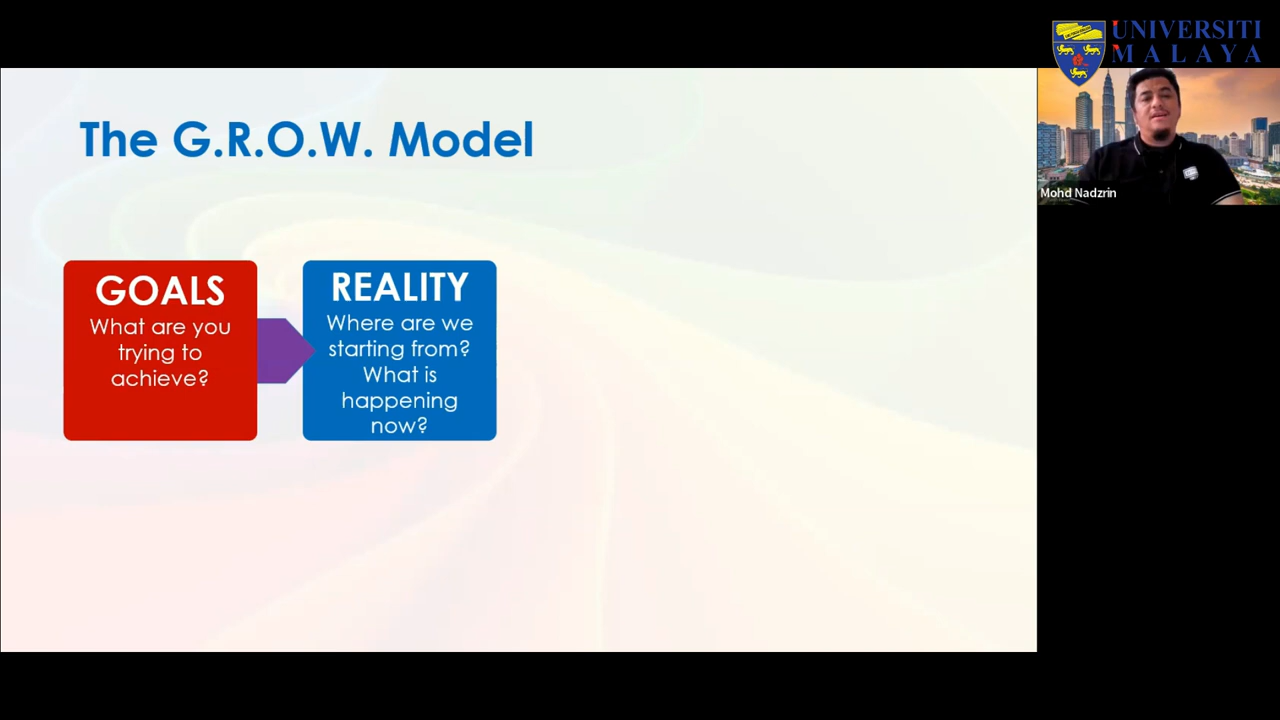 UNIVERSITI
MALAYA
The G.R.O.W. Model
Mohd Nadzrin
GOALS
What are you
trying to
achieve?
REALITY
Where are we
starting from?
What is
happening
now?